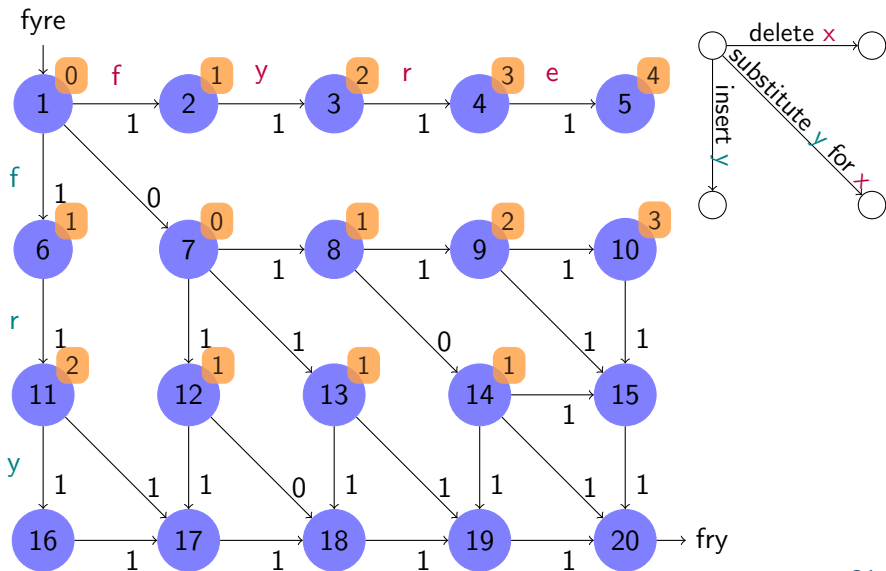 fyre
delete x
substitute y for x
insert y
0 1 2 3 4
f y r e
1 2 3 4 5
1 1 1 1
f
1 0
1 0 1 2 3
6 7 8 9 10
1 1 1
r
1 1 1 0 1 1
2 1 1 1
11 12 13 14 15
1
y
1 1 1 0 1 1 1 1 1
16 17 18 19 20 fry
1 1 1 1